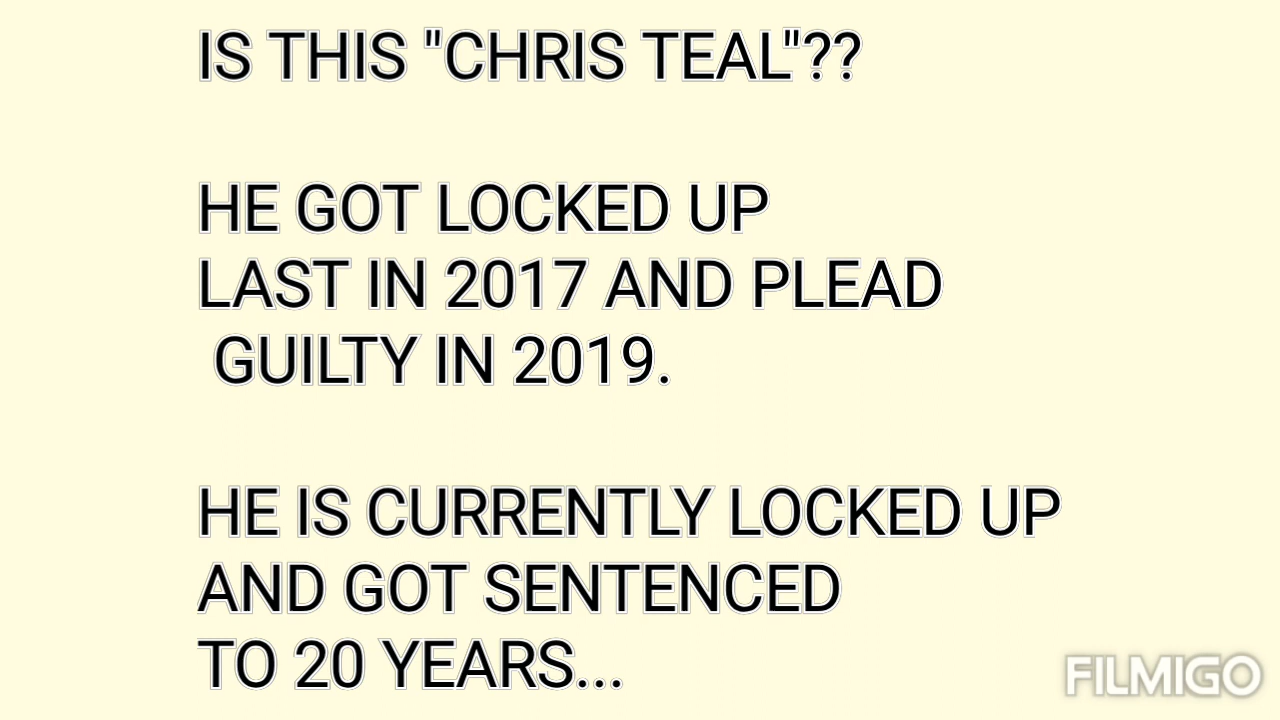 IS THIS "CHRIS TEAL"??
HE GOT LOCKED UP
LAST IN 2017 AND PLEAD
GUILTY IN 2019.
HE IS CURRENTLY LOCKED UP
AND GOT SENTENCED
TO 20 YEARS...
FILMIGO